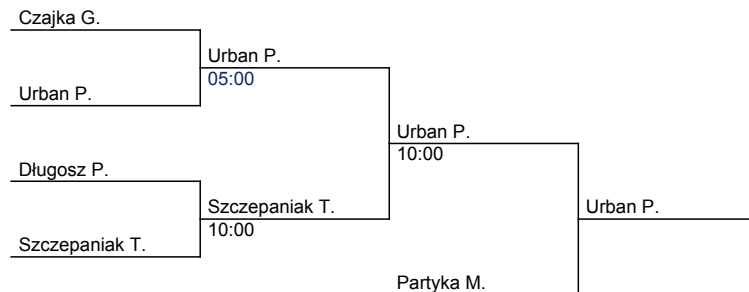 Czajka G.
Urban P.
05:00
Urban P.
Urban P.
10:00
Długosz P.
Szczepaniak T.
10:00
Urban P.
Szczepaniak T.
Partyka M.